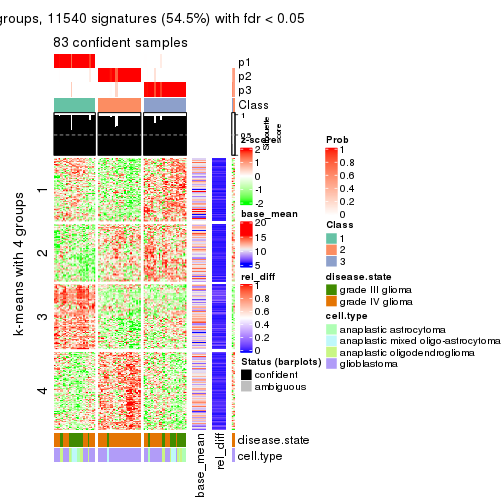 groups, 11540 signatures (54.5%) with fdr < 0.05
83 confident samples
p1
p2
p3
Class
1
0.5
Silhouette
score
k-means with 4 groups
1
2
3
4
z-score
2
1
0
-1
-2
base_mean
20
15
10
5
rel_diff
1
0.8
0.6
0.4
0.2
0
Status (barplots)
confident
ambiguous
Prob
1
0.8
0.6
0.4
0.2
0
Class
1
2
3
disease.state
grade III glioma
grade IV glioma
cell.type
anaplastic astrocytoma
anaplastic mixed oligo-astrocytoma
anaplastic oligodendroglioma
glioblastoma
disease.state
cell.type
base_mean
rel_diff